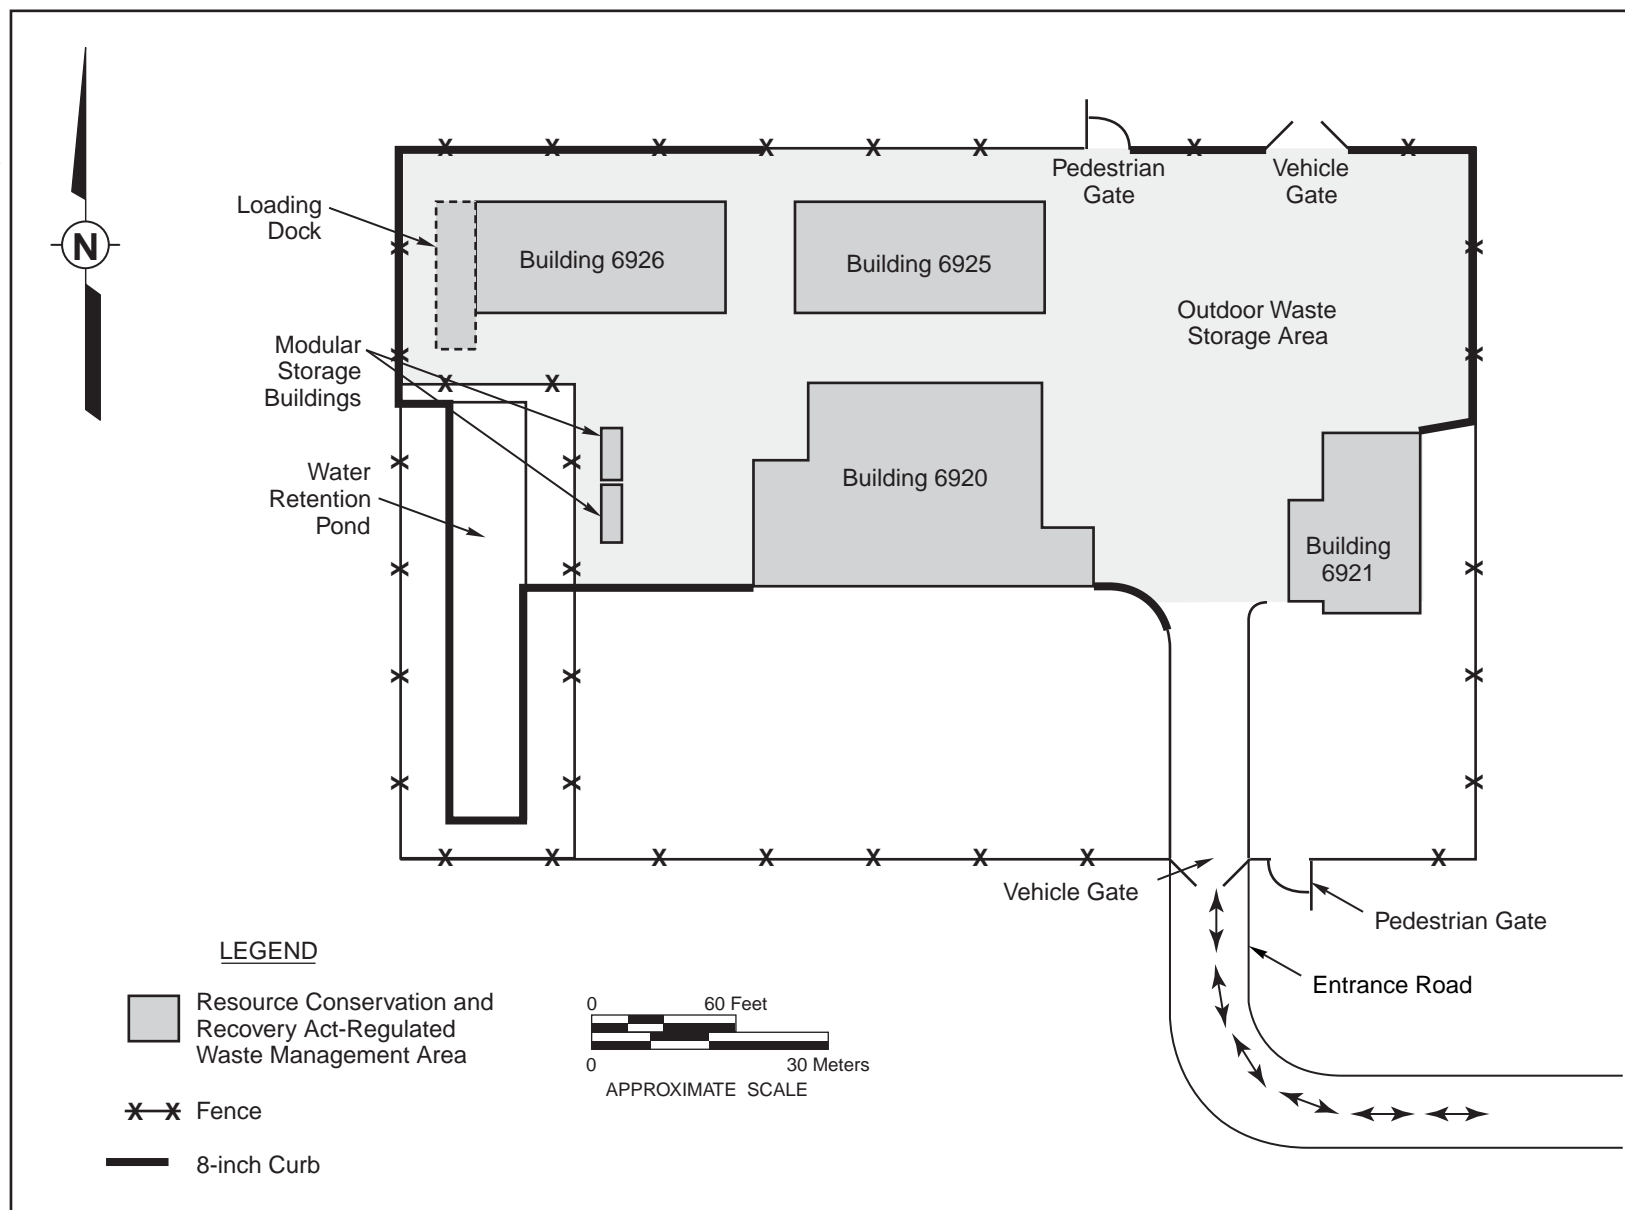 Pedestrian
Gate
Vehicle
Gate
Loading
Dock
N
Building 6926
Building 6925
Outdoor Waste
Storage Area
Modular
Storage
Buildings
Water
Retention
Pond
Building 6920
Building
6921
Vehicle Gate
Pedestrian Gate
Entrance Road
LEGEND
Resource Conservation and
Recovery Act-Regulated
Waste Management Area
Fence
8-inch Curb
0 60 Feet
0 30 Meters
APPROXIMATE SCALE